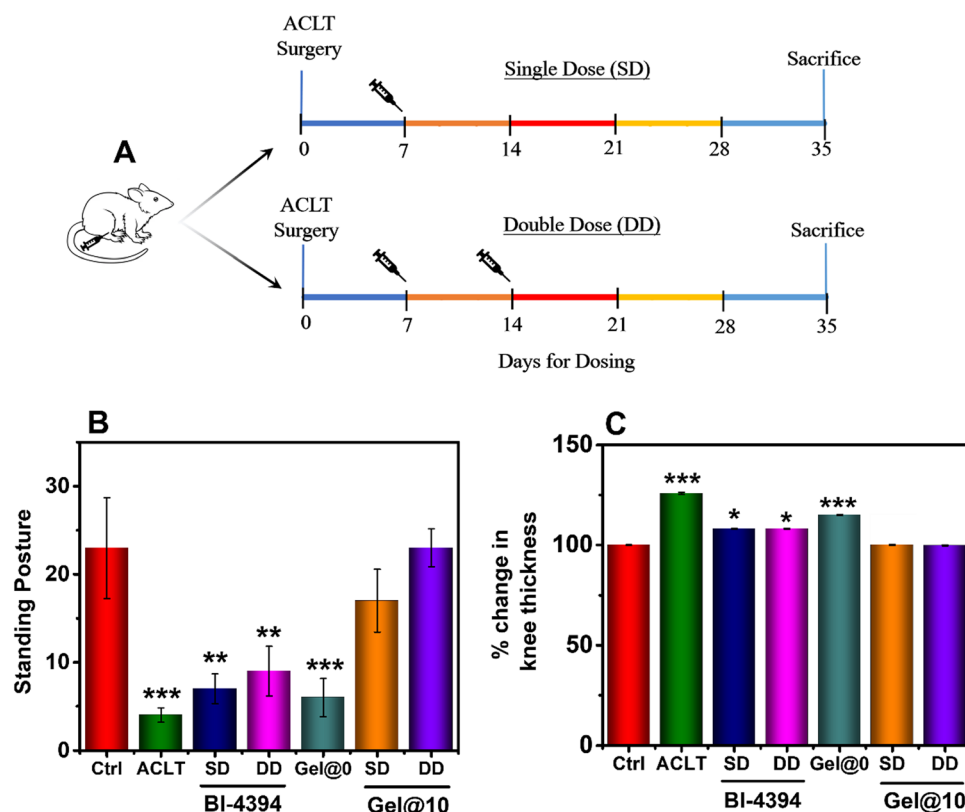 ACLT
Surgery
Single Dose (SD)
Sacrifice
0 7 14 21 28 35
A
ACLT
Surgery
Double Dose (DD)
Sacrifice
0 7 14 21 28 35
Days for Dosing
B
Standing Posture
30
20
10
0
***
**
**
***
Ctrl ACLT SD DD Gel@0 SD DD
BI-4394 Gel@10
C
% change in
knee thickness
150
100
50
0
***
*
*
***
Ctrl ACLT SD DD Gel@0 SD DD
BI-4394 Gel@10